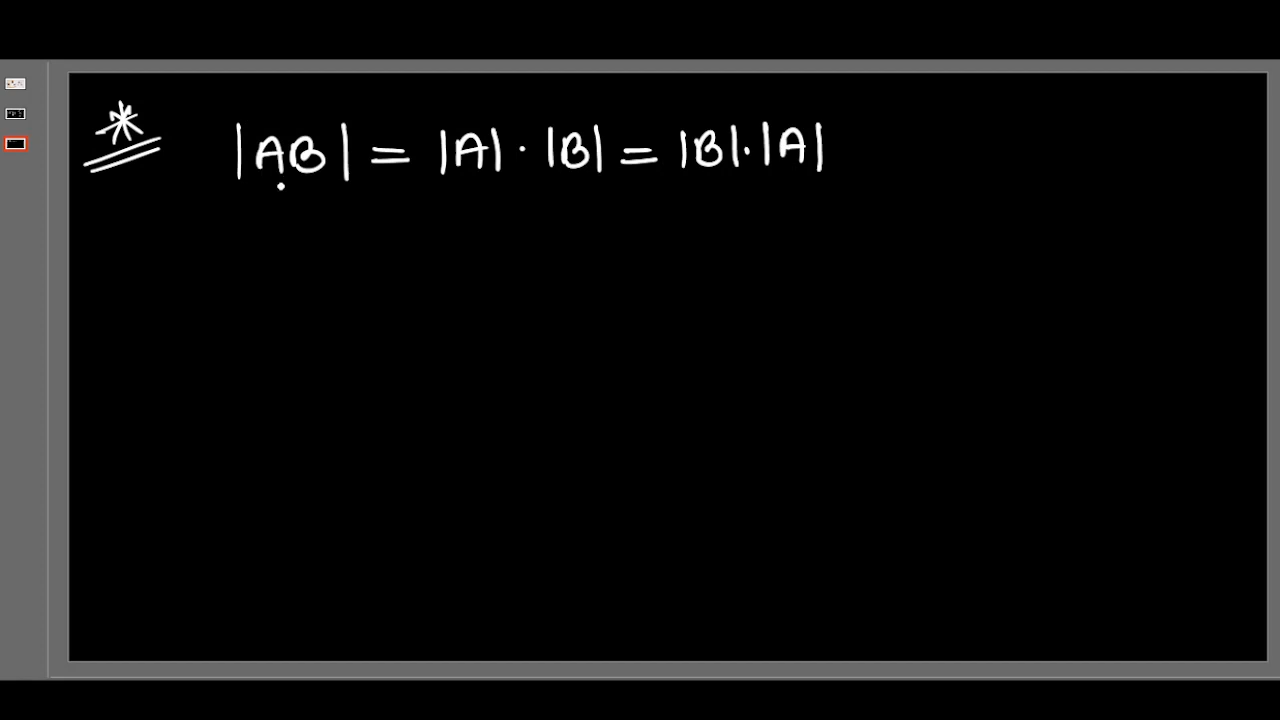 * |AB| = |A| · |B| = |B| · |A|